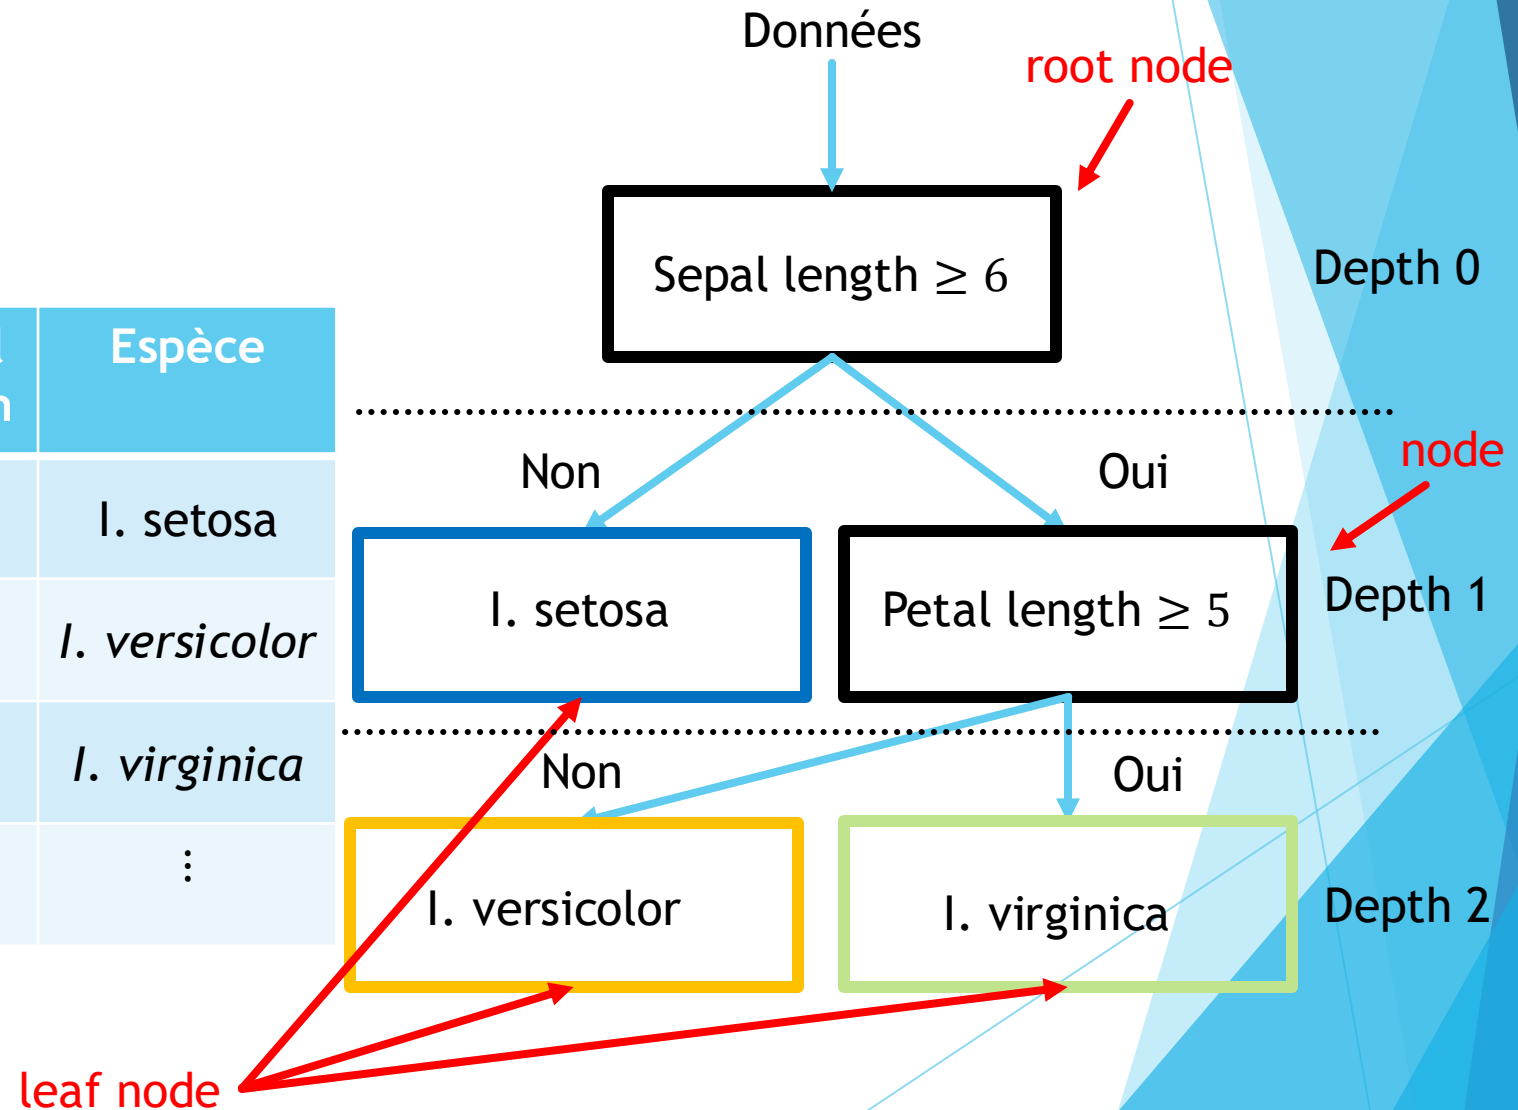 Données
root node
Sepal length ≥ 6
Depth 0
Espèce
Non
Oui
node
I. setosa
I. setosa
Petal length ≥ 5
Depth 1
I. versicolor
I. virginica
Non
Oui
⋮
I. versicolor
I. virginica
Depth 2
leaf node